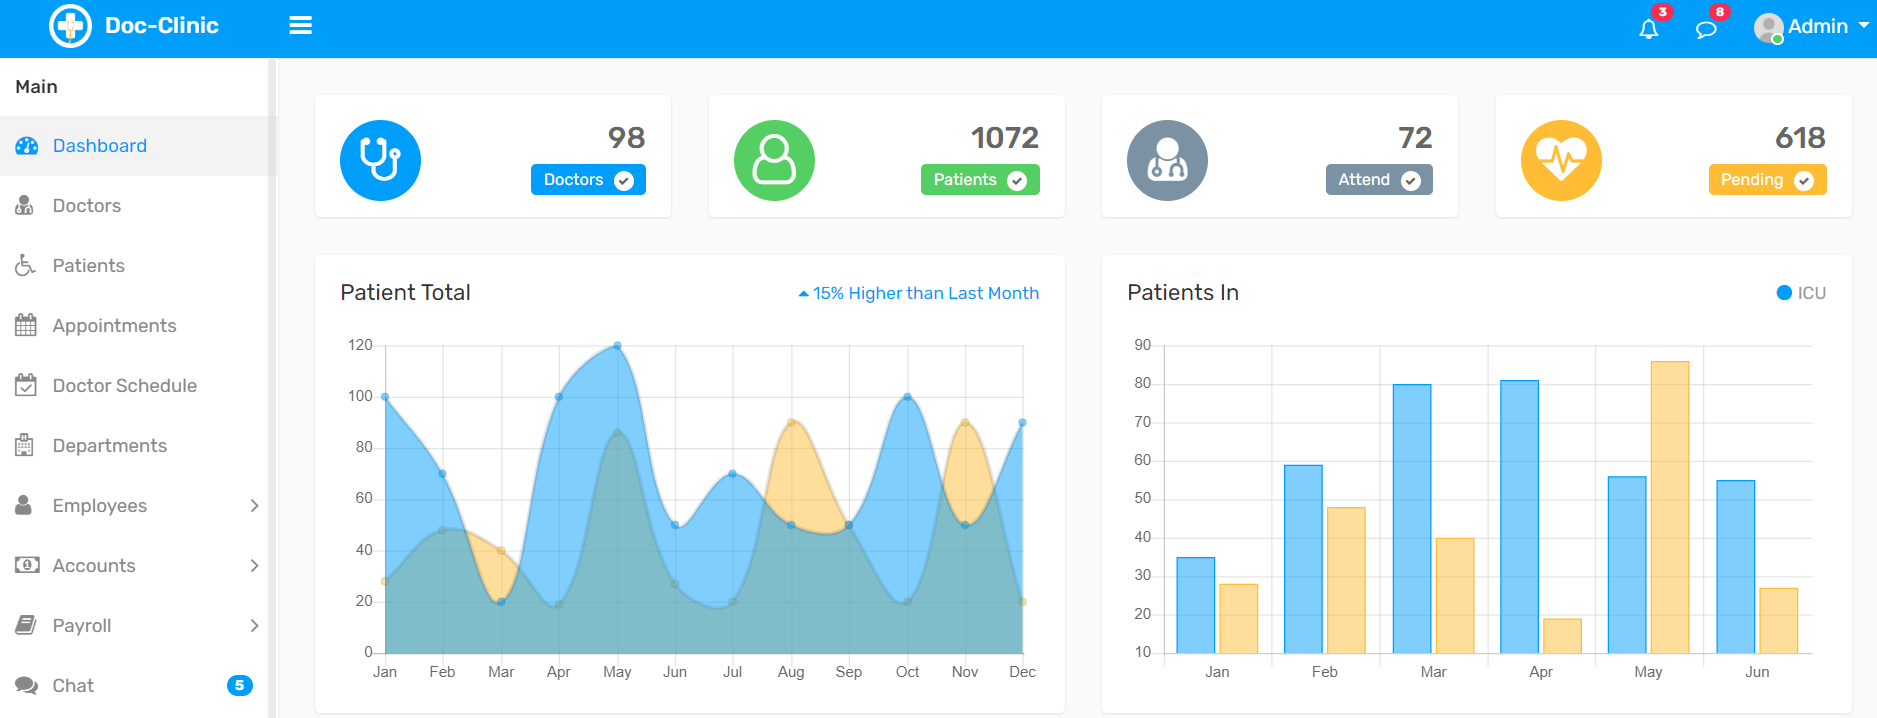 Doc-Clinic
3
8
Admin
Main
Dashboard
Doctors
Patients
Appointments
Doctor Schedule
Departments
Employees
Accounts
Payroll
Chat
5
98
Doctors
1072
Patients
72
Attend
618
Pending
Patient Total
15% Higher than Last Month
120
100
80
60
40
20
0
Jan Feb Mar Apr May Jun Jul Aug Sep Oct Nov Dec
Patients In
ICU
90
80
70
60
50
40
30
20
10
Jan Feb Mar Apr May Jun